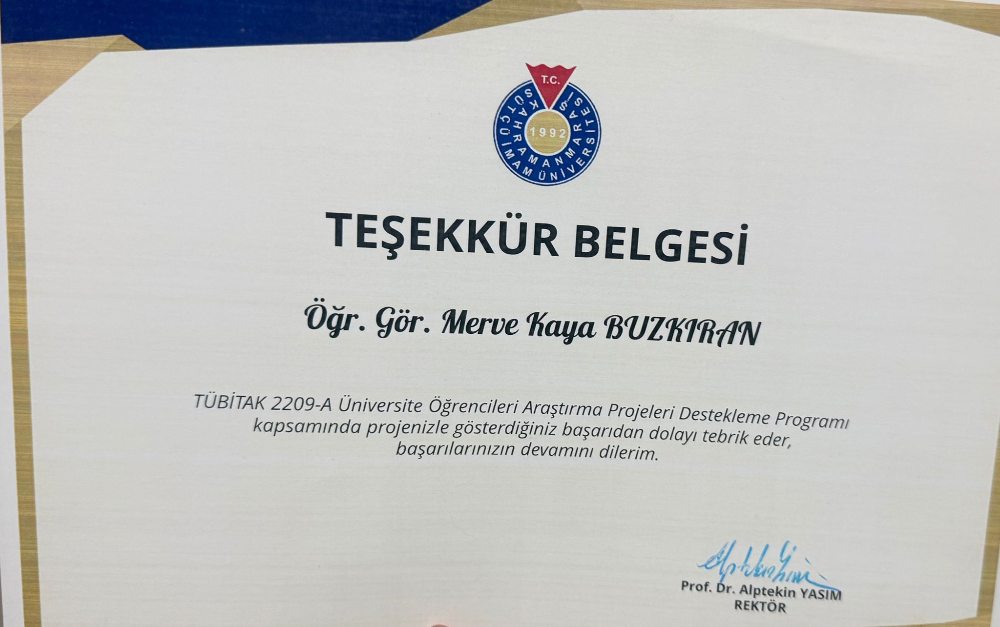 T.C.
KAHRAMANMARAŞ
SÜTÇÜ İMAM ÜNİVERSİTESİ
1992
TEŞEKKÜR BELGESİ
Öğr. Gör. Merve Kaya BUZKIRAN
TÜBİTAK 2209-A Üniversite Öğrencileri Araştırma Projeleri Destekleme Programı
kapsamında projenizle gösterdiğiniz başarıdan dolayı tebrik eder,
başarılarınızın devamını dilerim.
Prof. Dr. Alptekin YASIM
REKTÖR